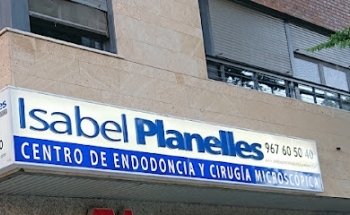 Isabel Planelles
967 60 50 40
CENTRO DE ENDODONCIA Y CIRUGÍA MICROSCÓPICA